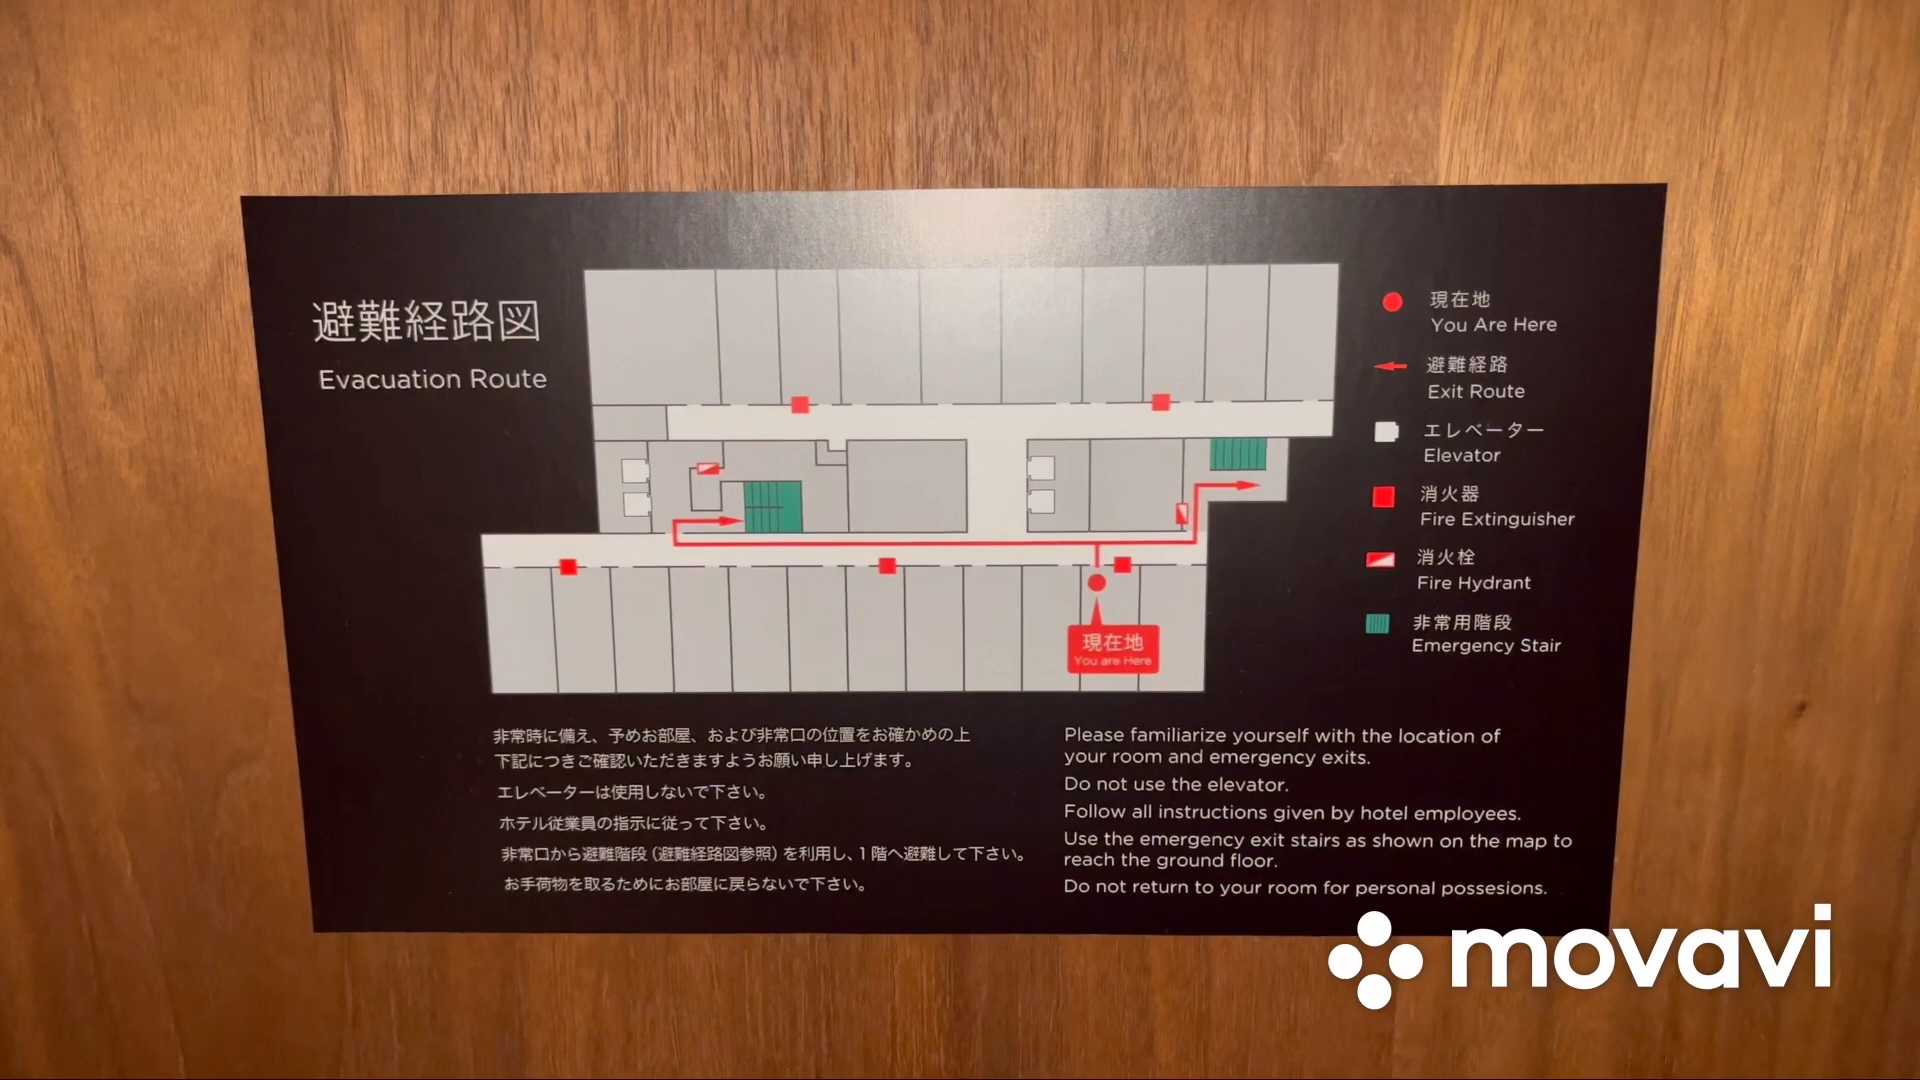 避難経路図
Evacuation Route
現在地
You Are Here
避難経路
Exit Route
エレベーター
Elevator
消火器
Fire Extinguisher
消火栓
Fire Hydrant
非常用階段
Emergency Stair
現在地
You are Here
非常時に備え、予めお部屋、および非常口の位置をお確かめの上
下記につきご確認いただきますようお願い申し上げます。
エレベーターは使用しないで下さい。
ホテル従業員の指示に従って下さい。
非常口から避難階段（避難経路図参照）を利用し、1階へ避難して下さい。
お手荷物を取るためにお部屋に戻らないで下さい。
Please familiarize yourself with the location of
your room and emergency exits.
Do not use the elevator.
Follow all instructions given by hotel employees.
Use the emergency exit stairs as shown on the map to
reach the ground floor.
Do not return to your room for personal possesions.
movavi